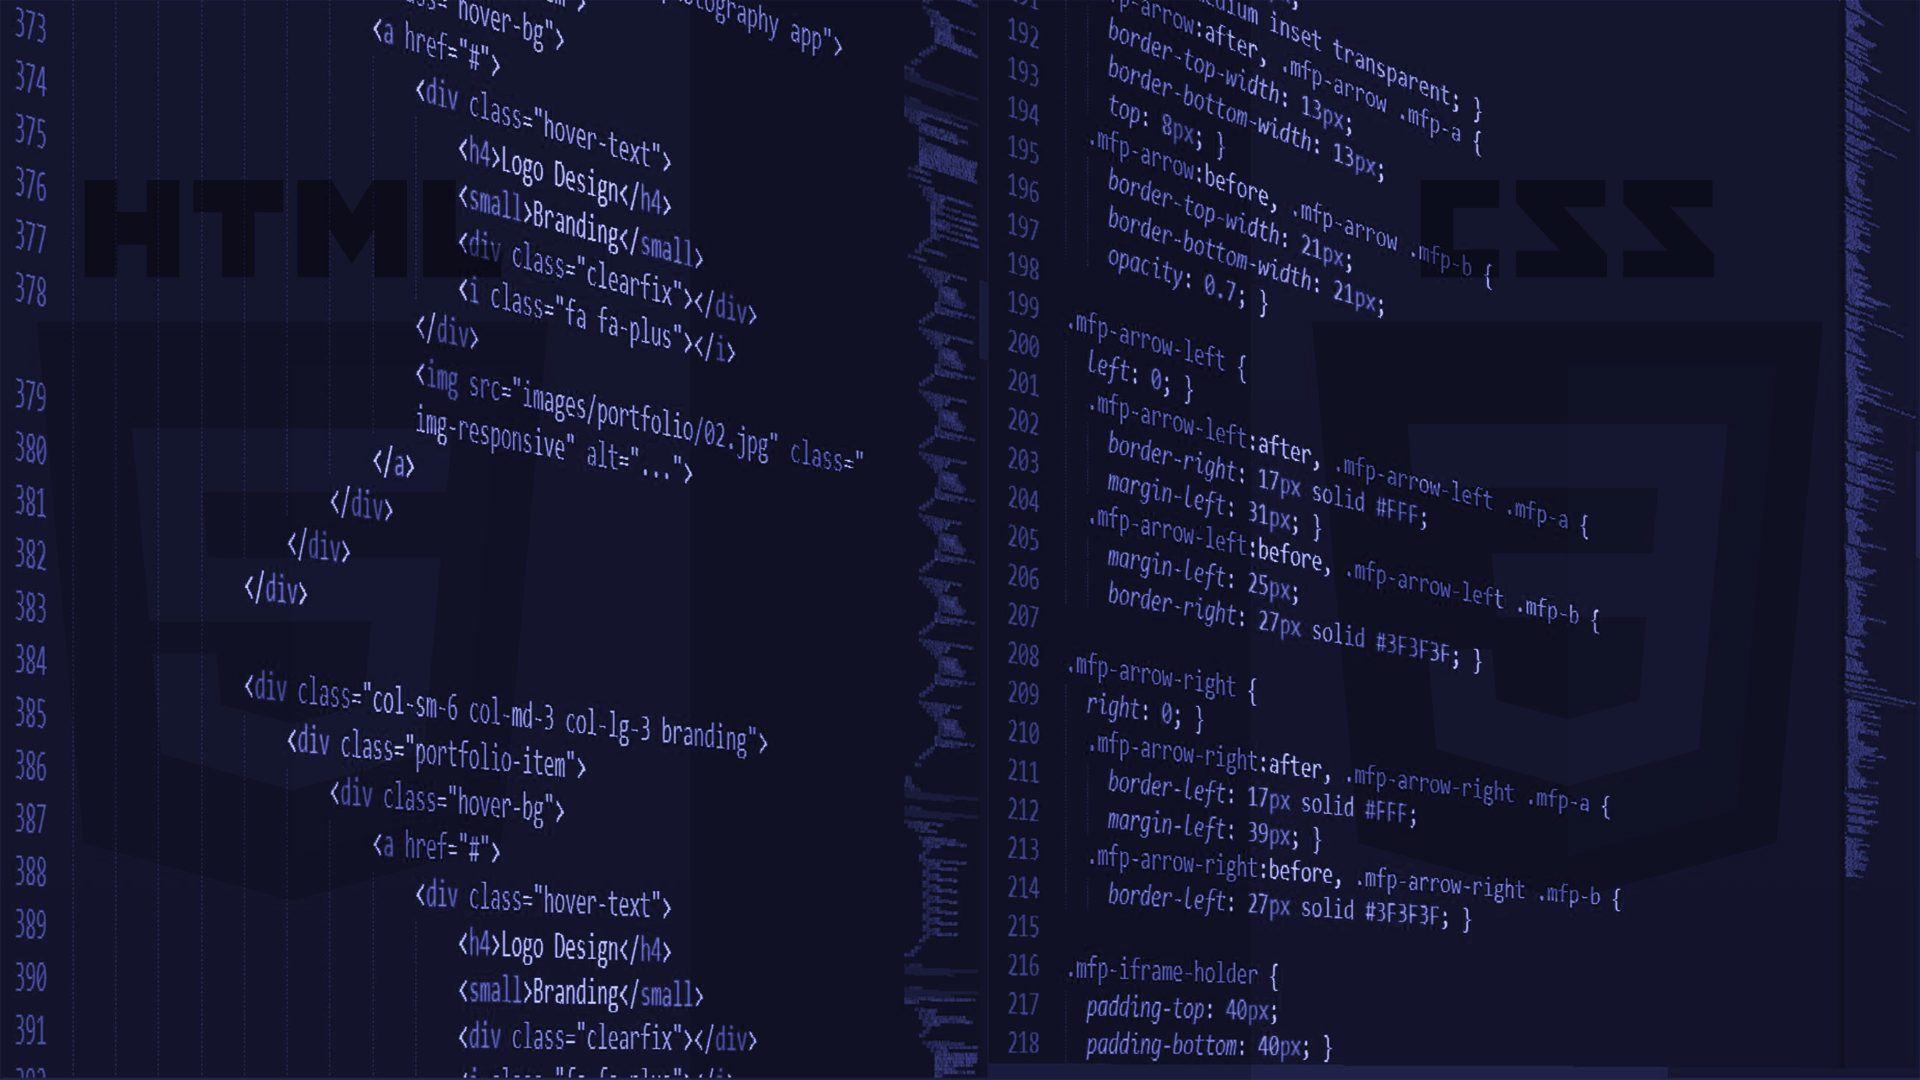 373
374
375
376
377
378
379
380
381
382
383
384
385
386
387
388
389
390
391
HTML
hover-bg">
<a href="#">
<div class="hover-text">
<h4>Logo Design</h4>
<small>Branding</small>
<div class="clearfix"></div>
<i class="fa fa-plus"></i>
</div>
<img src="images/portfolio/02.jpg" class="
img-responsive" alt="...">
</a>
</div>
</div>
</div>
<div class="col-sm-6 col-md-3 col-lg-3 branding">
<div class="portfolio-item">
<div class="hover-bg">
<a href="#">
<div class="hover-text">
<h4>Logo Design</h4>
<small>Branding</small>
<div class="clearfix"></div>
app">
192
193
194
195
196
197
198
199
200
201
202
203
204
205
206
207
208
209
210
211
212
213
214
215
216
217
218
CSS
inset transparent; }
.mfp-arrow:after, .mfp-arrow .mfp-a {
border-top-width: 13px;
border-bottom-width: 13px;
top: 8px; }
.mfp-arrow:before, .mfp-arrow .mfp-b {
border-top-width: 21px;
border-bottom-width: 21px;
opacity: 0.7; }
.mfp-arrow-left {
left: 0; }
.mfp-arrow-left:after, .mfp-arrow-left .mfp-a {
border-right: 17px solid #FFF;
margin-left: 31px; }
.mfp-arrow-left:before, .mfp-arrow-left .mfp-b {
margin-left: 25px;
border-right: 27px solid #3F3F3F; }
.mfp-arrow-right {
right: 0; }
.mfp-arrow-right:after, .mfp-arrow-right .mfp-a {
border-left: 17px solid #FFF;
margin-left: 39px; }
.mfp-arrow-right:before, .mfp-arrow-right .mfp-b {
border-left: 27px solid #3F3F3F; }
.mfp-iframe-holder {
padding-top: 40px;
padding-bottom: 40px; }